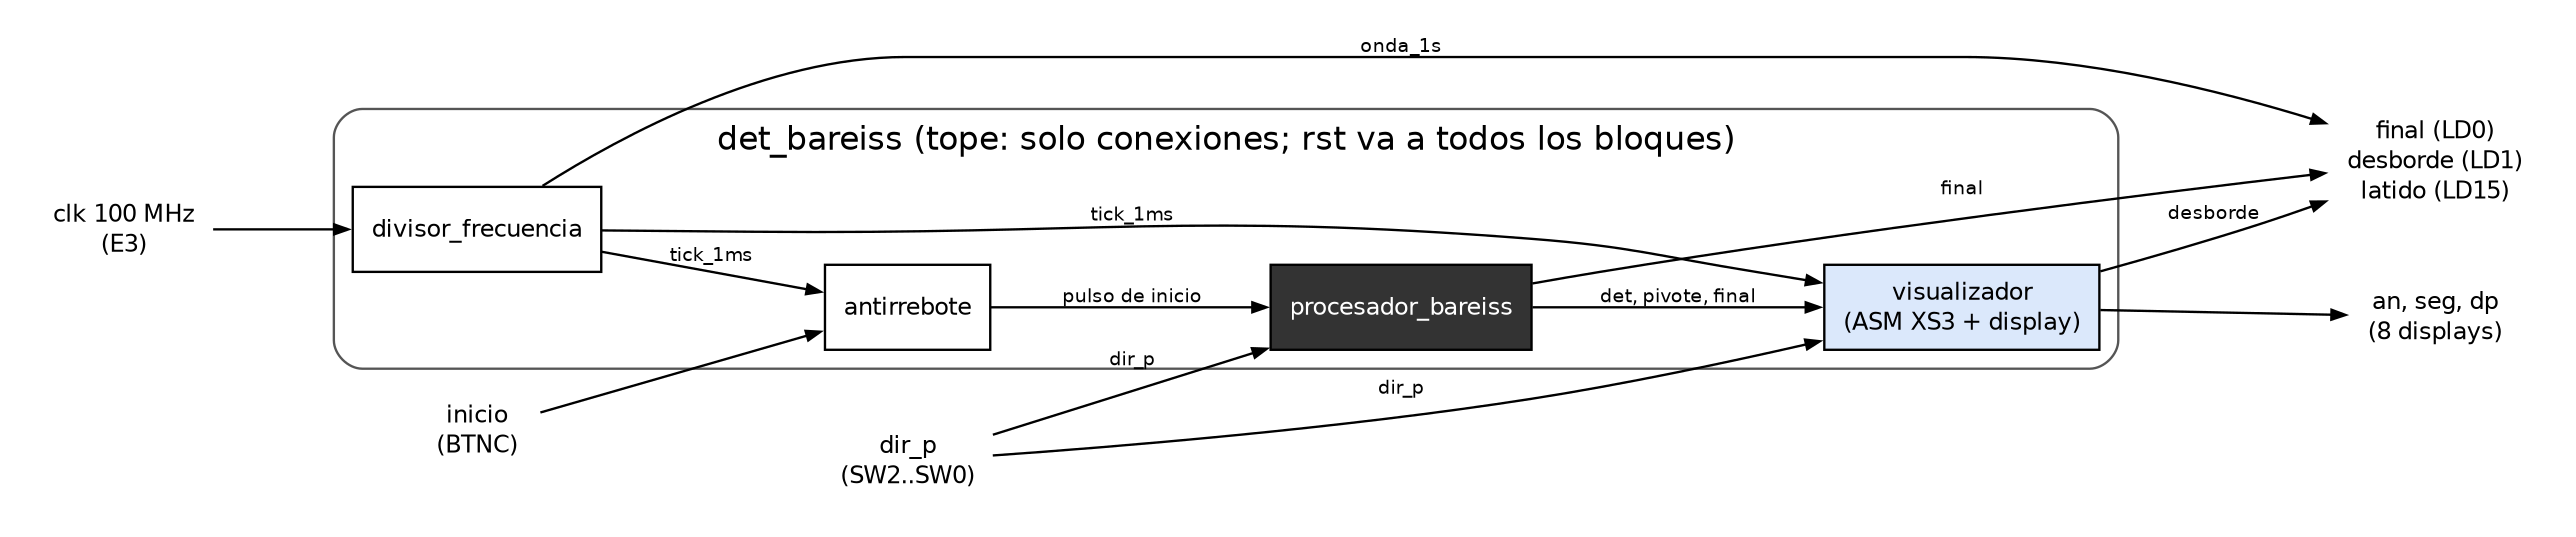 onda_1s
det_bareiss (tope: solo conexiones; rst va a todos los bloques)
final (LD0)
desborde (LD1)
latido (LD15)
final
clk 100 MHz
(E3)
divisor_frecuencia
tick_1ms
desborde
tick_1ms
antirrebote
pulso de inicio
procesador_bareiss
det, pivote, final
visualizador
(ASM XS3 + display)
an, seg, dp
(8 displays)
dir_p
dir_p
inicio
(BTNC)
dir_p
(SW2..SW0)